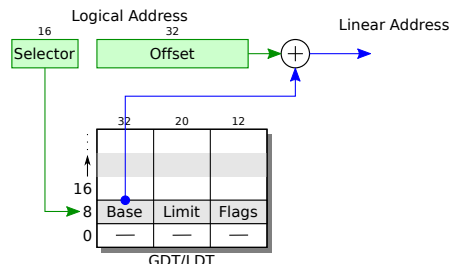 Logical Address
Linear Address
16 32
Selector Offset
+
32 20 12
16
8 Base Limit Flags
0 — — —
GDT/LDT